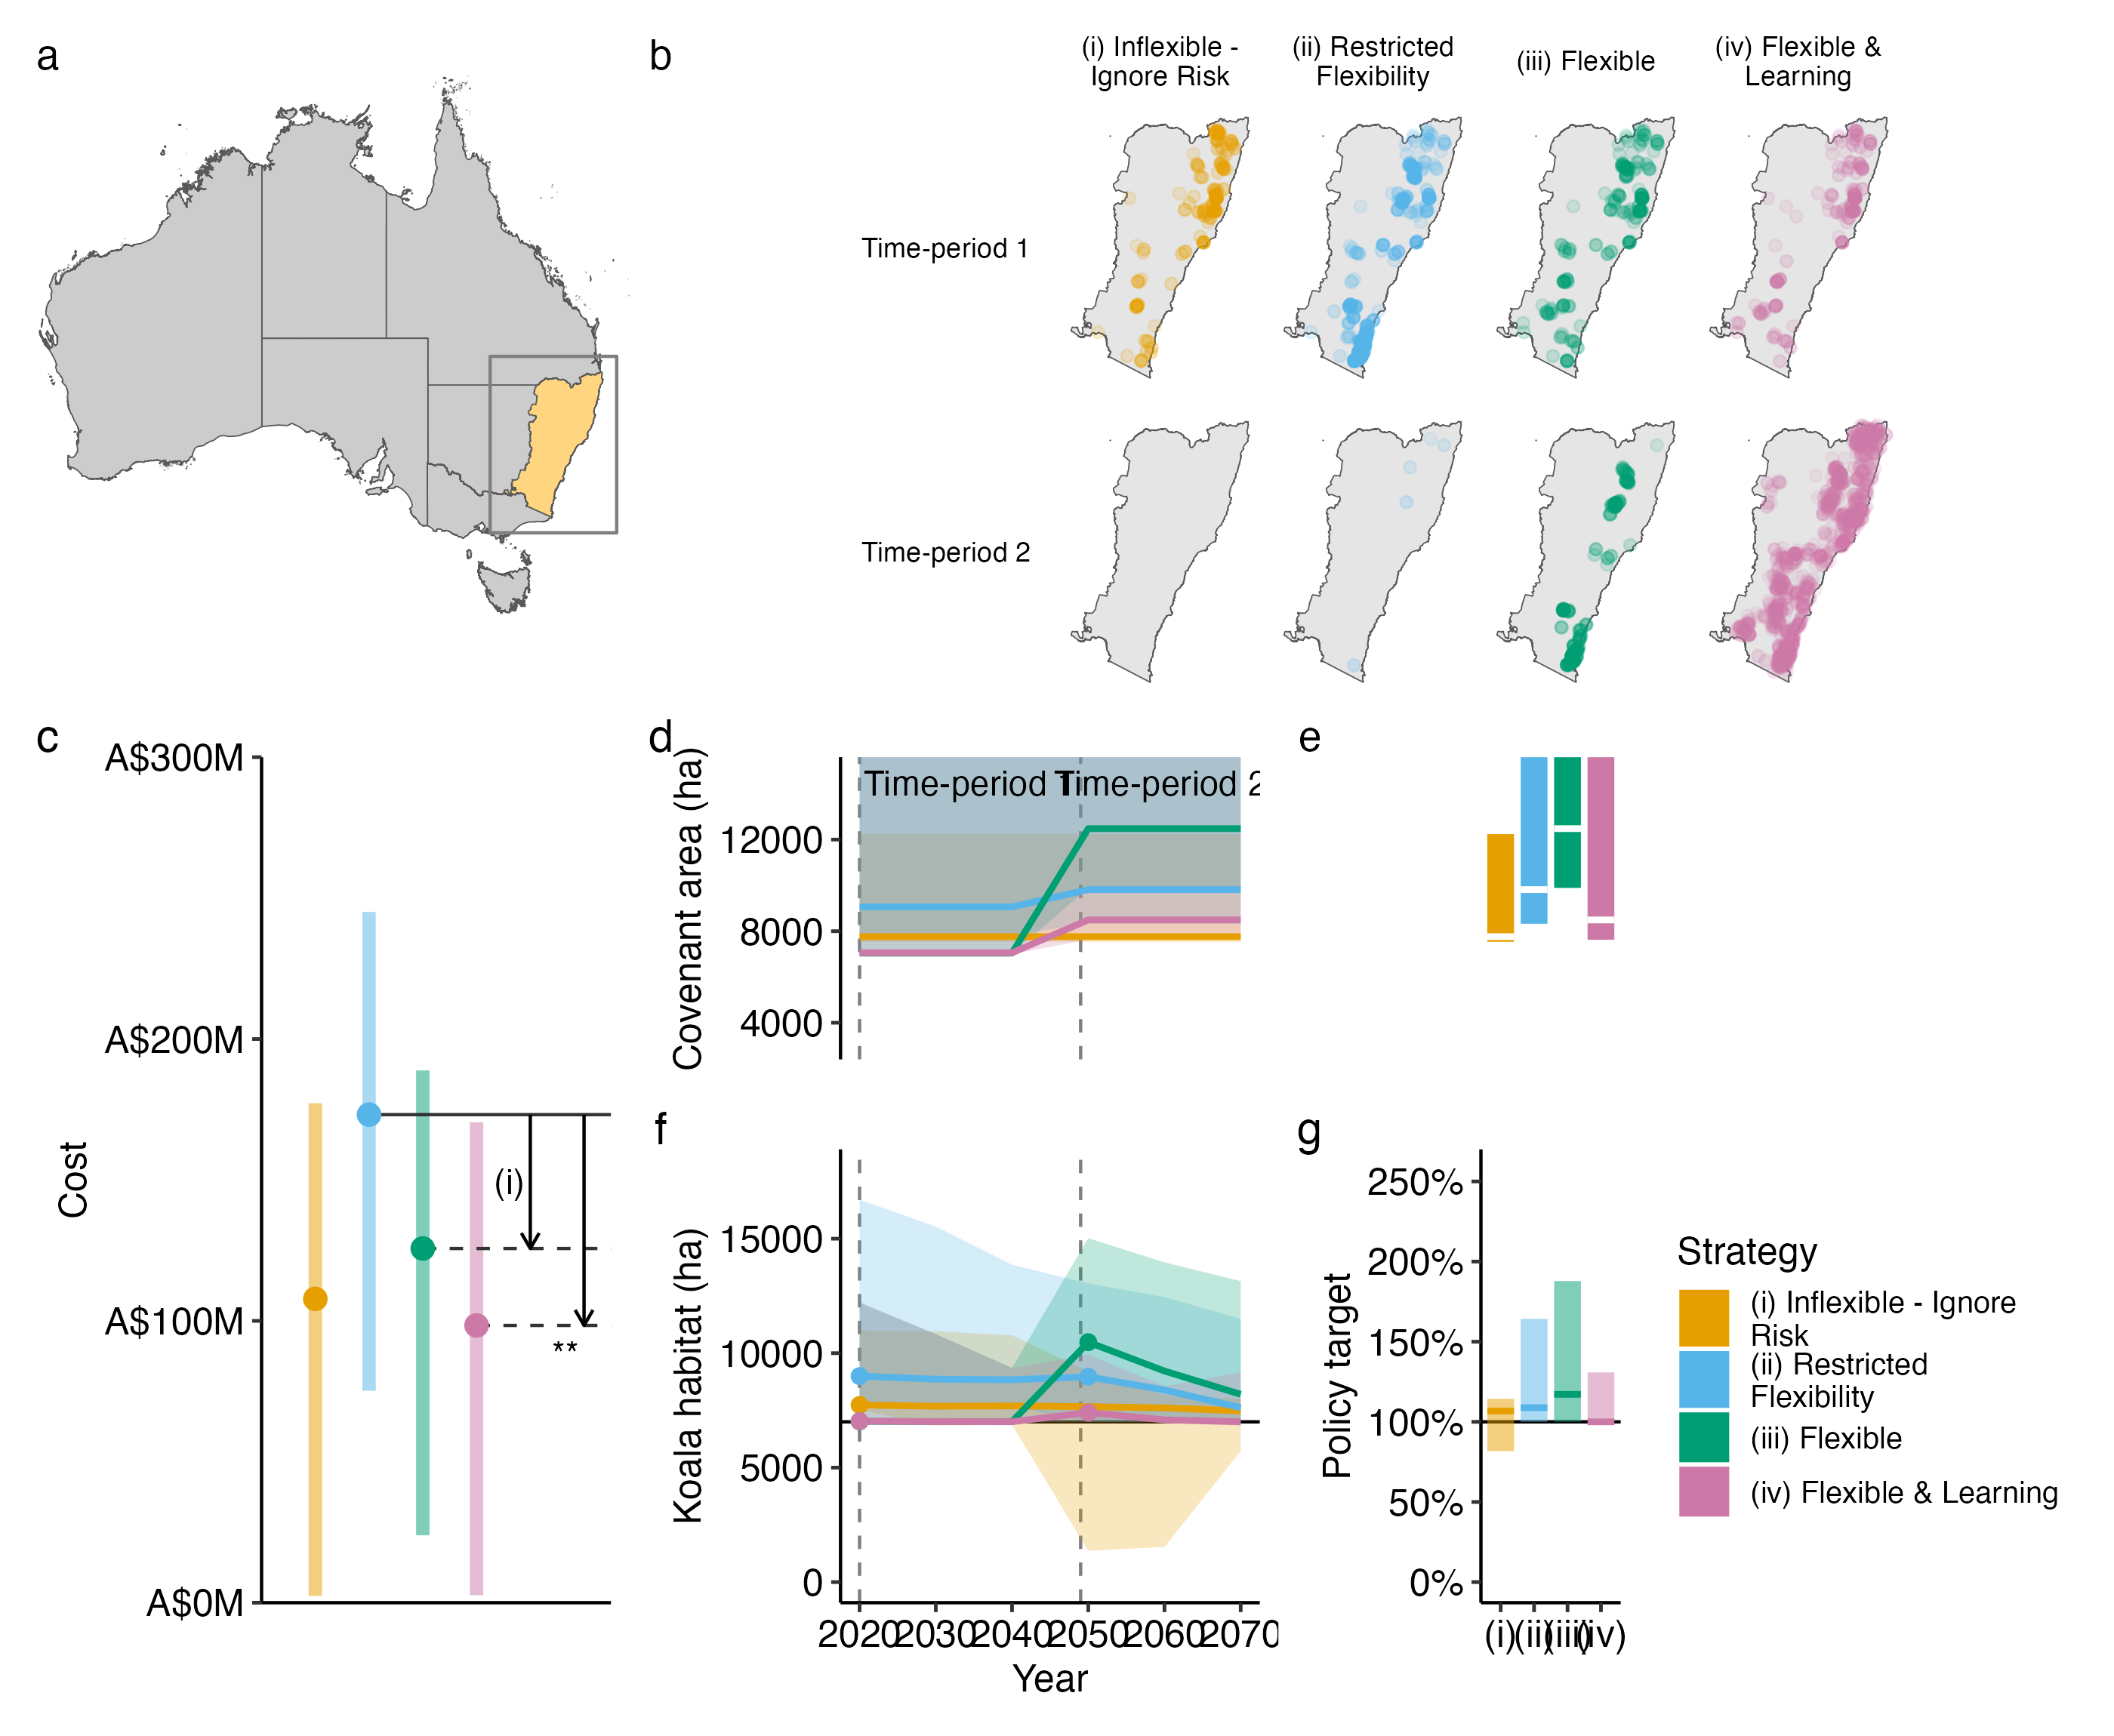 a
b
(i) Inflexible -
Ignore Risk
(ii) Restricted
Flexibility
(iii) Flexible
(iv) Flexible &
Learning
Time-period 1
Time-period 2
c
A$300M
A$200M
A$100M
A$0M
Cost
(i)
**
d
Covenant area (ha)
12000
8000
4000
Time-period 1
Time-period 2
e
f
Koala habitat (ha)
15000
10000
5000
0
2020
2030
2040
2050
2060
2070
Year
g
Policy target
250%
200%
150%
100%
50%
0%
(i)
(ii)
(iii)
(iv)
Strategy
(i) Inflexible - Ignore
Risk
(ii) Restricted
Flexibility
(iii) Flexible
(iv) Flexible & Learning